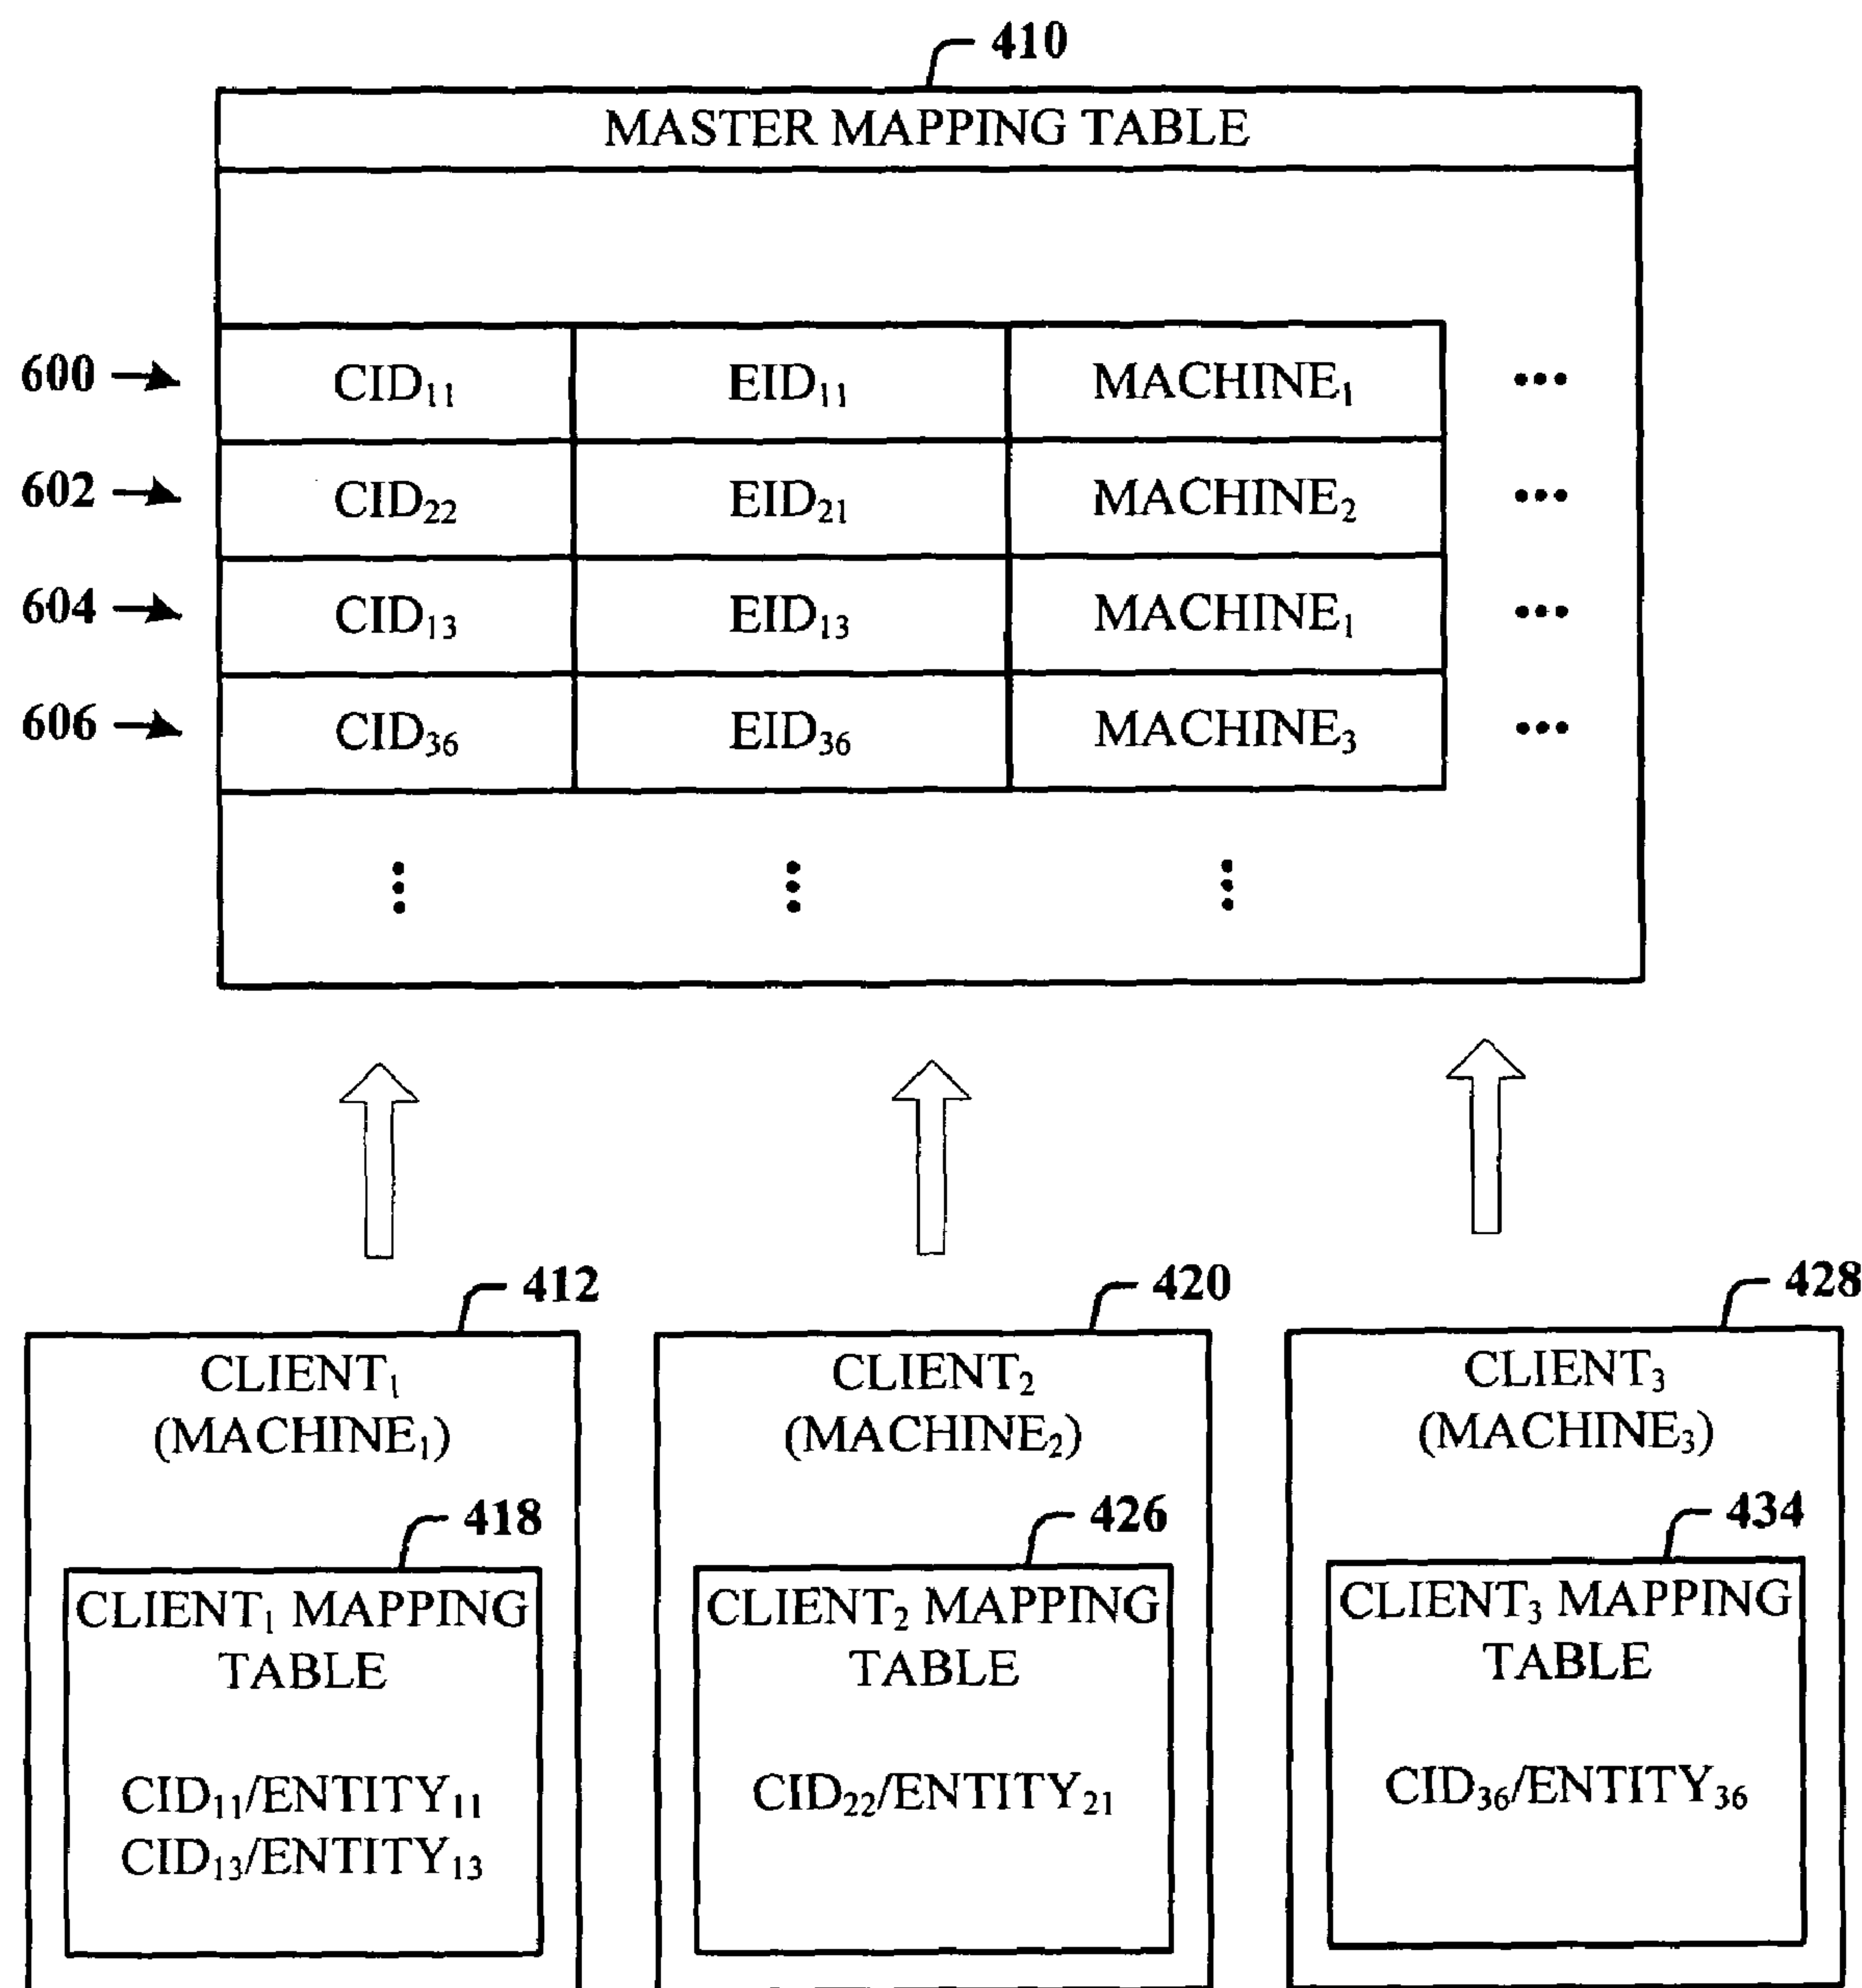 410
MASTER MAPPING TABLE
600 CID₁₁ EID₁₁ MACHINE₁ •••
602 CID₂₂ EID₂₁ MACHINE₂ •••
604 CID₁₃ EID₁₃ MACHINE₁ •••
606 CID₃₆ EID₃₆ MACHINE₃ •••
412
CLIENT₁
(MACHINE₁)
418
CLIENT₁ MAPPING
TABLE
CID₁₁/ENTITY₁₁
CID₁₃/ENTITY₁₃
420
CLIENT₂
(MACHINE₂)
426
CLIENT₂ MAPPING
TABLE
CID₂₂/ENTITY₂₁
428
CLIENT₃
(MACHINE₃)
434
CLIENT₃ MAPPING
TABLE
CID₃₆/ENTITY₃₆